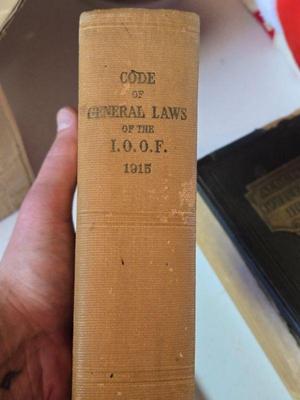 CODE
OF
GENERAL LAWS
OF THE
I.O.O.F.
1915